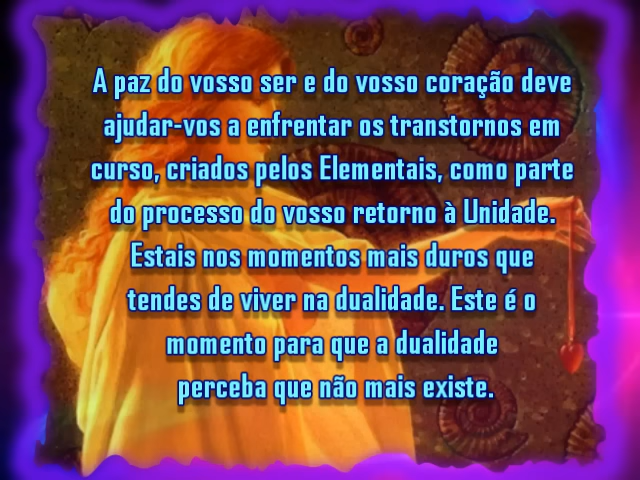 A paz do vosso ser e do vosso coração deve
ajudar-vos a enfrentar os transtornos em
curso, criados pelos Elementais, como parte
do processo do vosso retorno à Unidade.
Estais nos momentos mais duros que
tendes de viver na dualidade. Este é o
momento para que a dualidade
perceba que não mais existe.